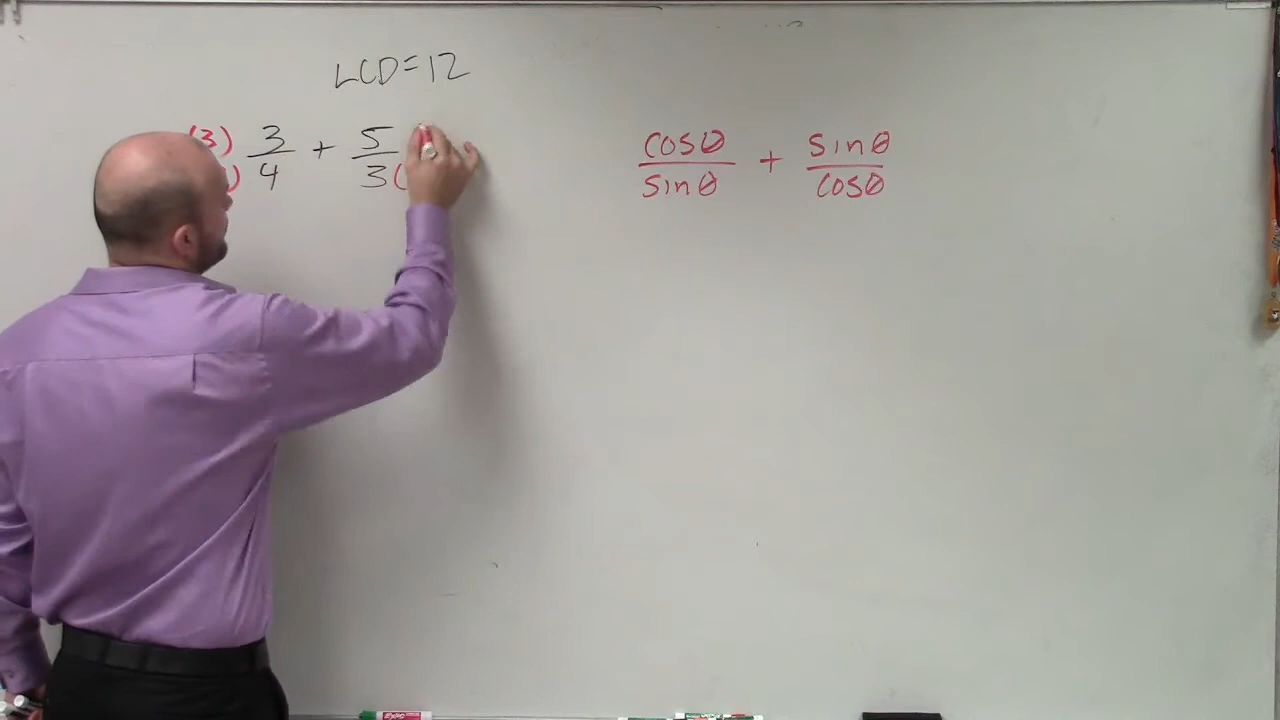 LCD=12
(3) 3/4 + 5/3(
cosθ/sinθ + sinθ/cosθ